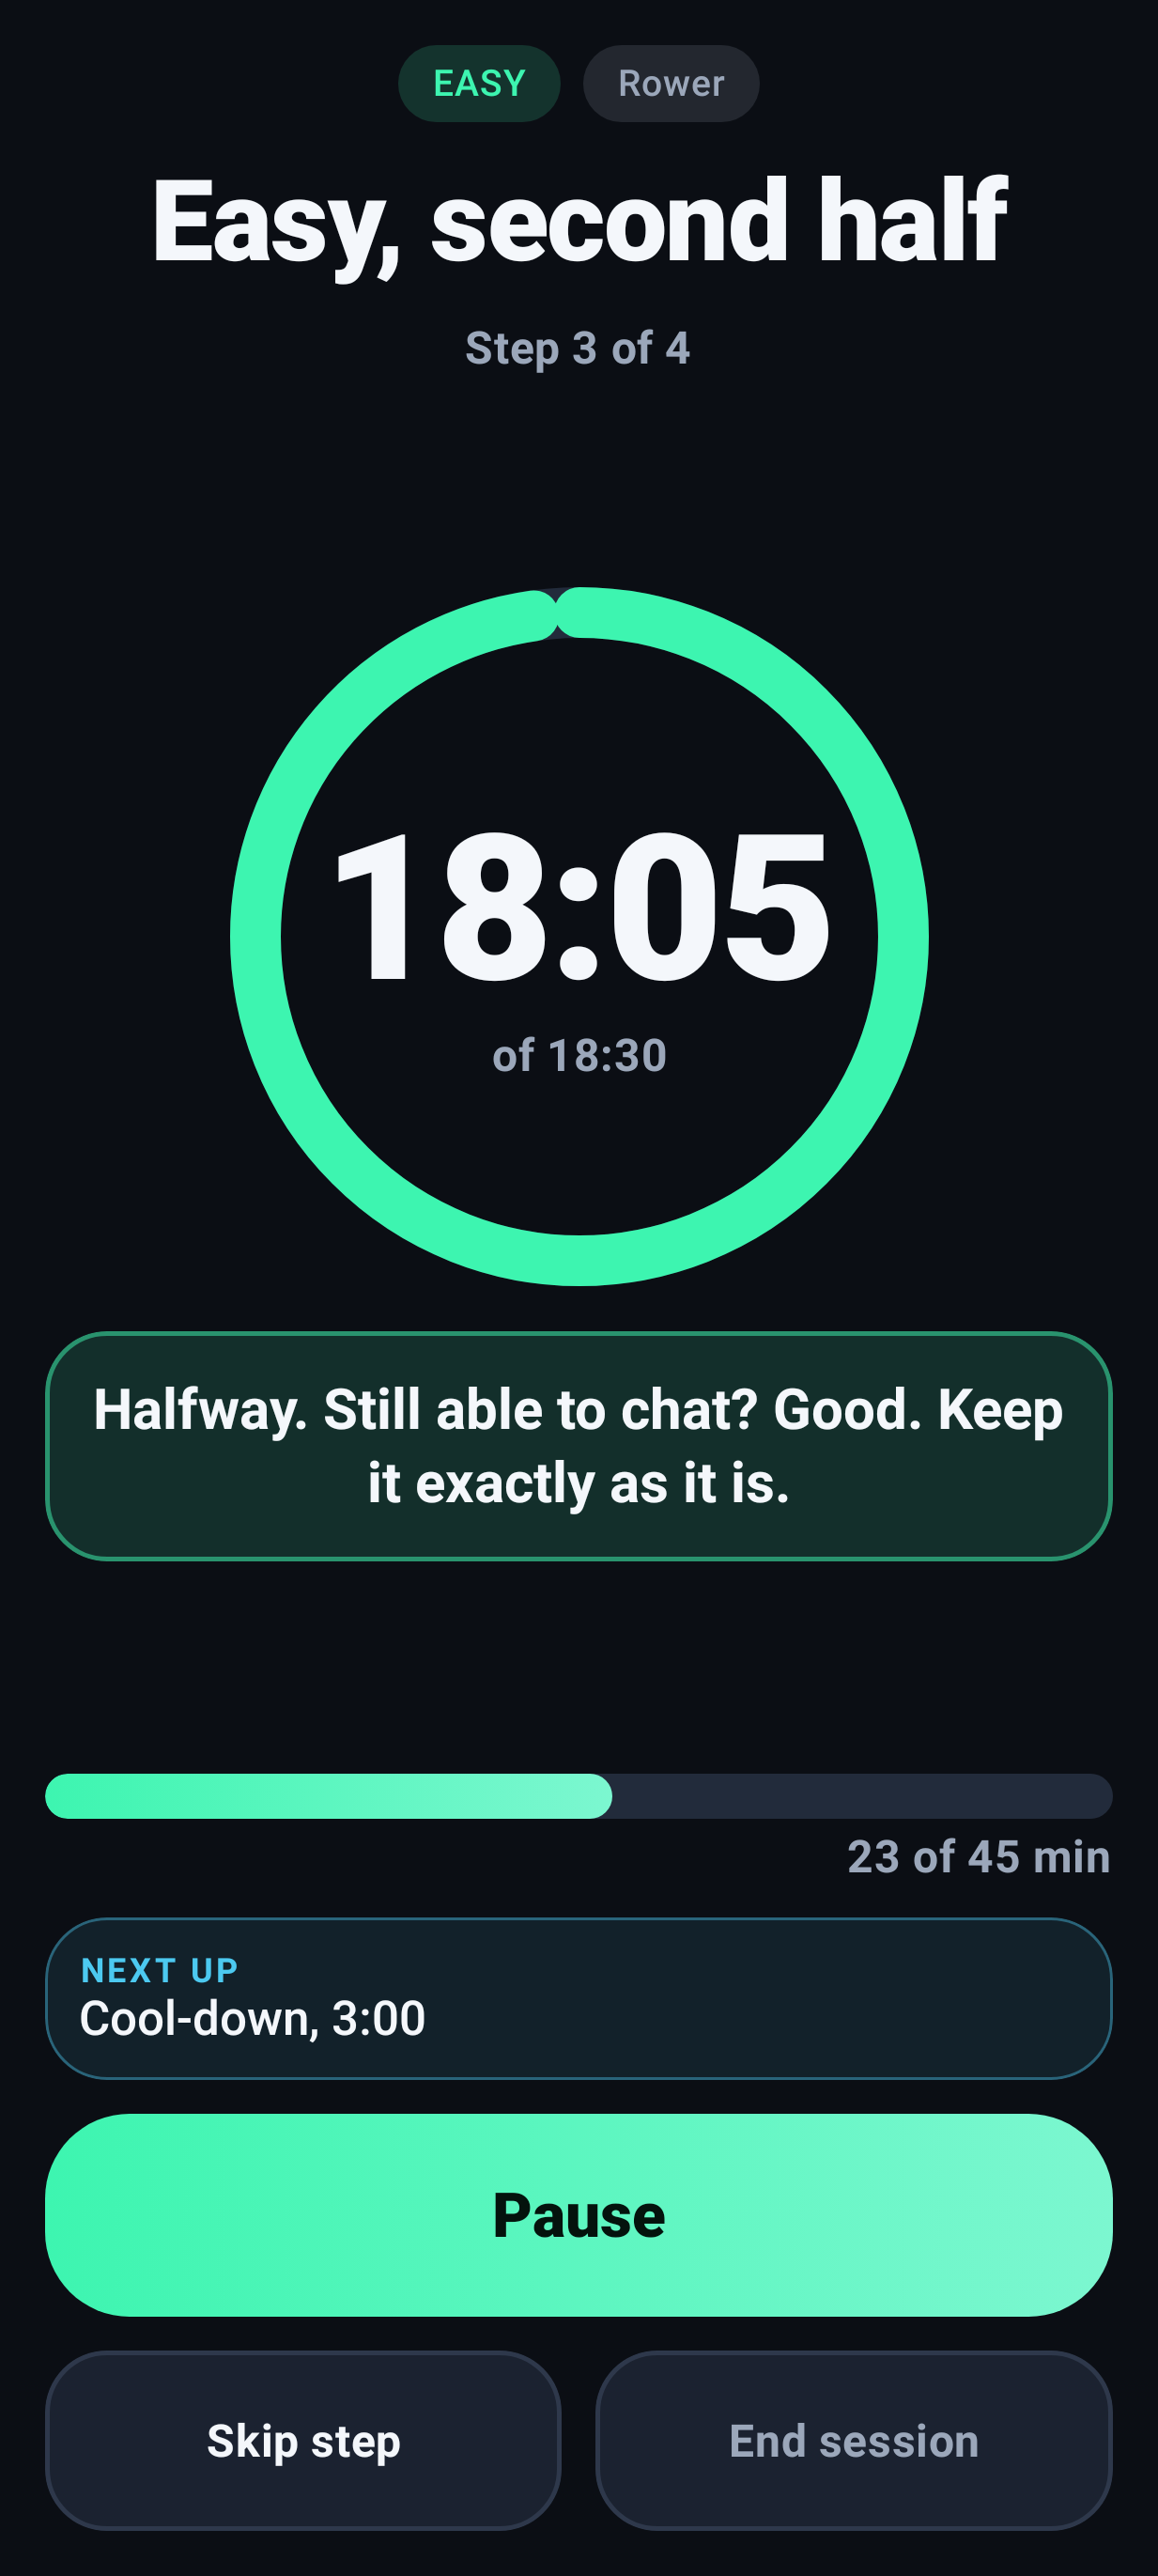 EASY
Rower
Easy, second half
Step 3 of 4
18:05
of 18:30
Halfway. Still able to chat? Good. Keep
it exactly as it is.
23 of 45 min
NEXT UP
Cool-down, 3:00
Pause
Skip step
End session